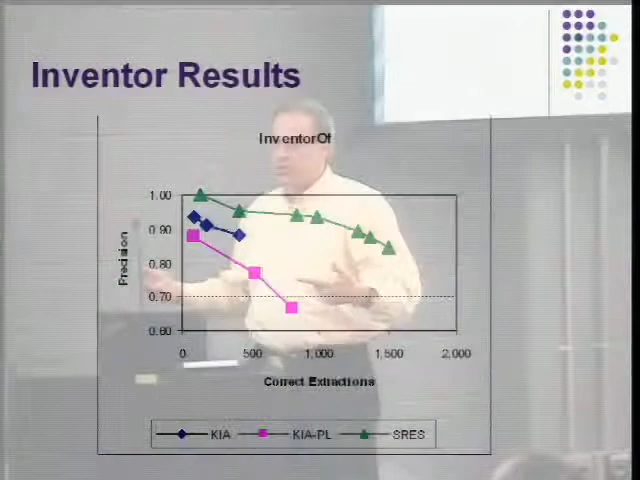 Inventor Results
InventorOf
1.00
0.90
0.80
0.70
0.60
Precision
0 500 1,000 1,500 2,000
Correct Extractions
KIA KIA-PL SRES